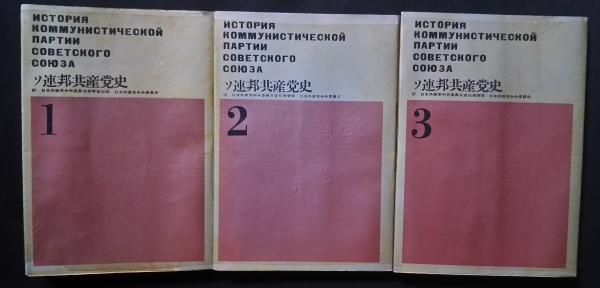 ИСТОРИЯ
КОММУНИСТИЧЕСКОЙ
ПАРТИИ
СОВЕТСКОГО
СОЮЗА
ソ連邦共産党史
1
ИСТОРИЯ
КОММУНИСТИЧЕСКОЙ
ПАРТИИ
СОВЕТСКОГО
СОЮЗА
ソ連邦共産党史
2
ИСТОРИЯ
КОММУНИСТИЧЕСКОЙ
ПАРТИИ
СОВЕТСКОГО
СОЮЗА
ソ連邦共産党史
3